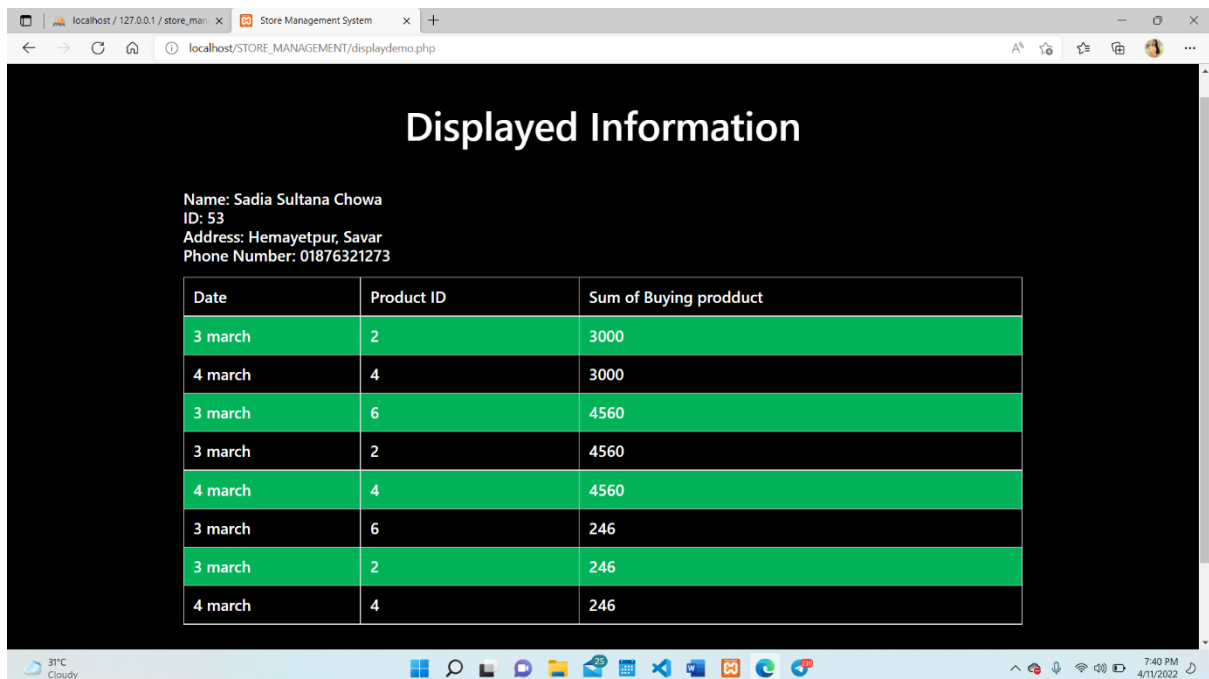 localhost / 127.0.0.1 / store_man
Store Management System
localhost/STORE_MANAGEMENT/displaydemo.php
Displayed Information
Name: Sadia Sultana Chowa
ID: 53
Address: Hemayetpur, Savar
Phone Number: 01876321273
Date Product ID Sum of Buying prodduct
3 march 2 3000
4 march 4 3000
3 march 6 4560
3 march 2 4560
4 march 4 4560
3 march 6 246
3 march 2 246
4 march 4 246
31°C
Cloudy
25
7:40 PM
4/11/2022